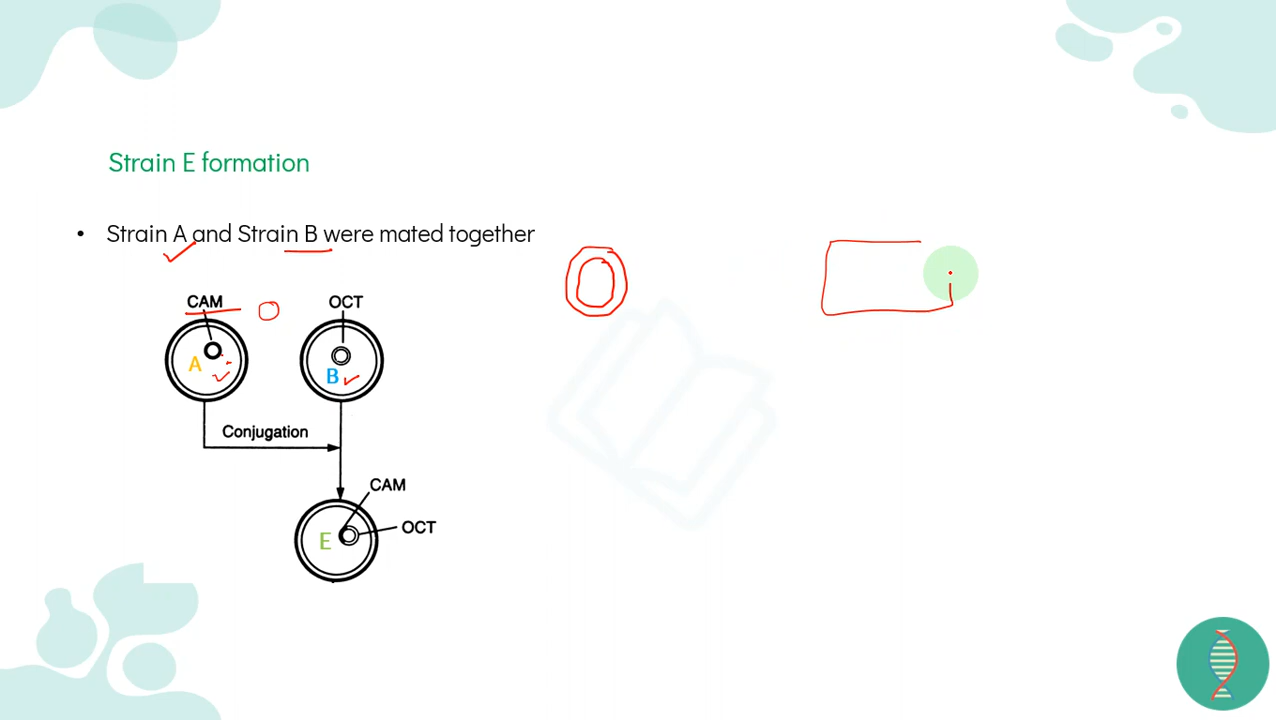 Strain E formation
• Strain A and Strain B were mated together
CAM
OCT
A
B
Conjugation
CAM
OCT
E